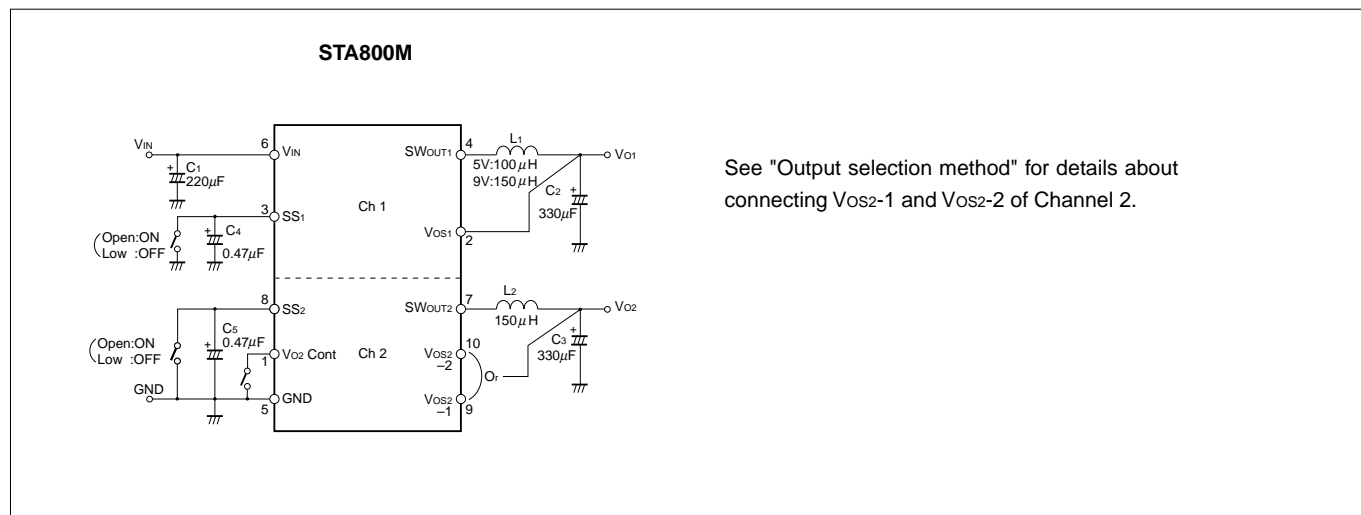 STA800M
VIN
6
VIN
+
C1
220μF
3
SS1
(Open:ON
Low :OFF
+
C4
0.47μF
Ch 1
4
SWOUT1
L1
5V:100μH
9V:150μH
VO1
C2
+
330μF
VOS1
2
8
SS2
(Open:ON
Low :OFF
+
C5
0.47μF
VO2 Cont
1
GND
5
GND
Ch 2
7
SWOUT2
L2
150μH
VO2
C3
+
330μF
10
VOS2
–2
Or
VOS2
–1
9
See "Output selection method" for details about
connecting VOS2-1 and VOS2-2 of Channel 2.